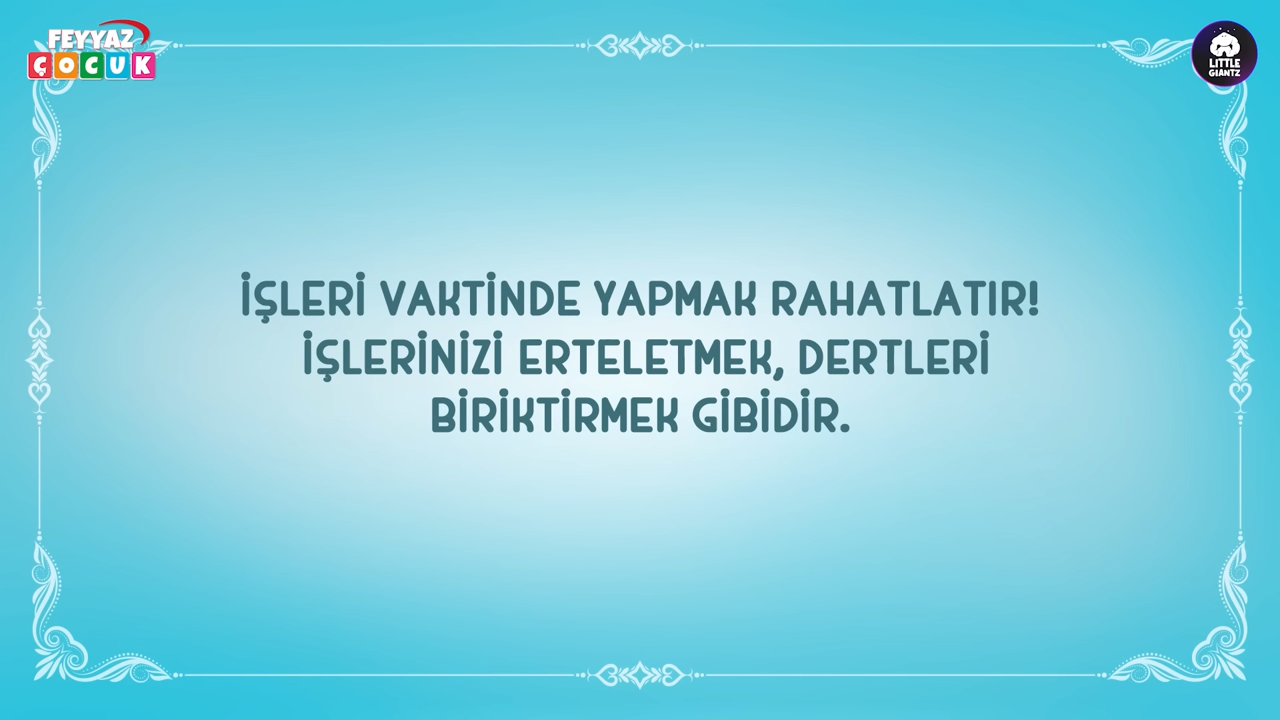 FEYYAZ
ÇOCUK
LITTLE
GIANTZ
İŞLERİ VAKTİNDE YAPMAK RAHATLATIR!
İŞLERİNİZİ ERTELETMEK, DERTLERİ
BİRİKTİRMEK GİBİDİR.